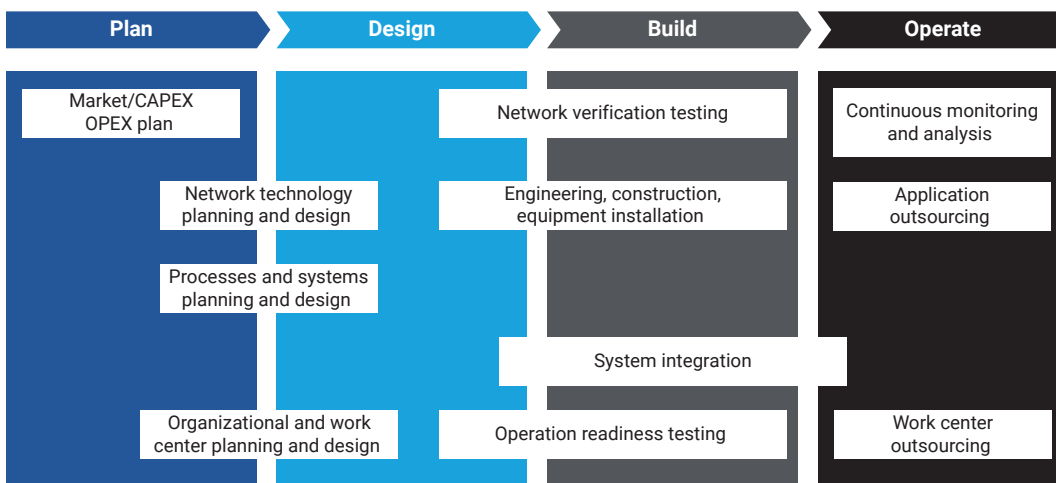 Plan
Design
Build
Operate
Market/CAPEX
OPEX plan
Network verification testing
Continuous monitoring
and analysis
Network technology
planning and design
Engineering, construction,
equipment installation
Application
outsourcing
Processes and systems
planning and design
System integration
Organizational and work
center planning and design
Operation readiness testing
Work center
outsourcing